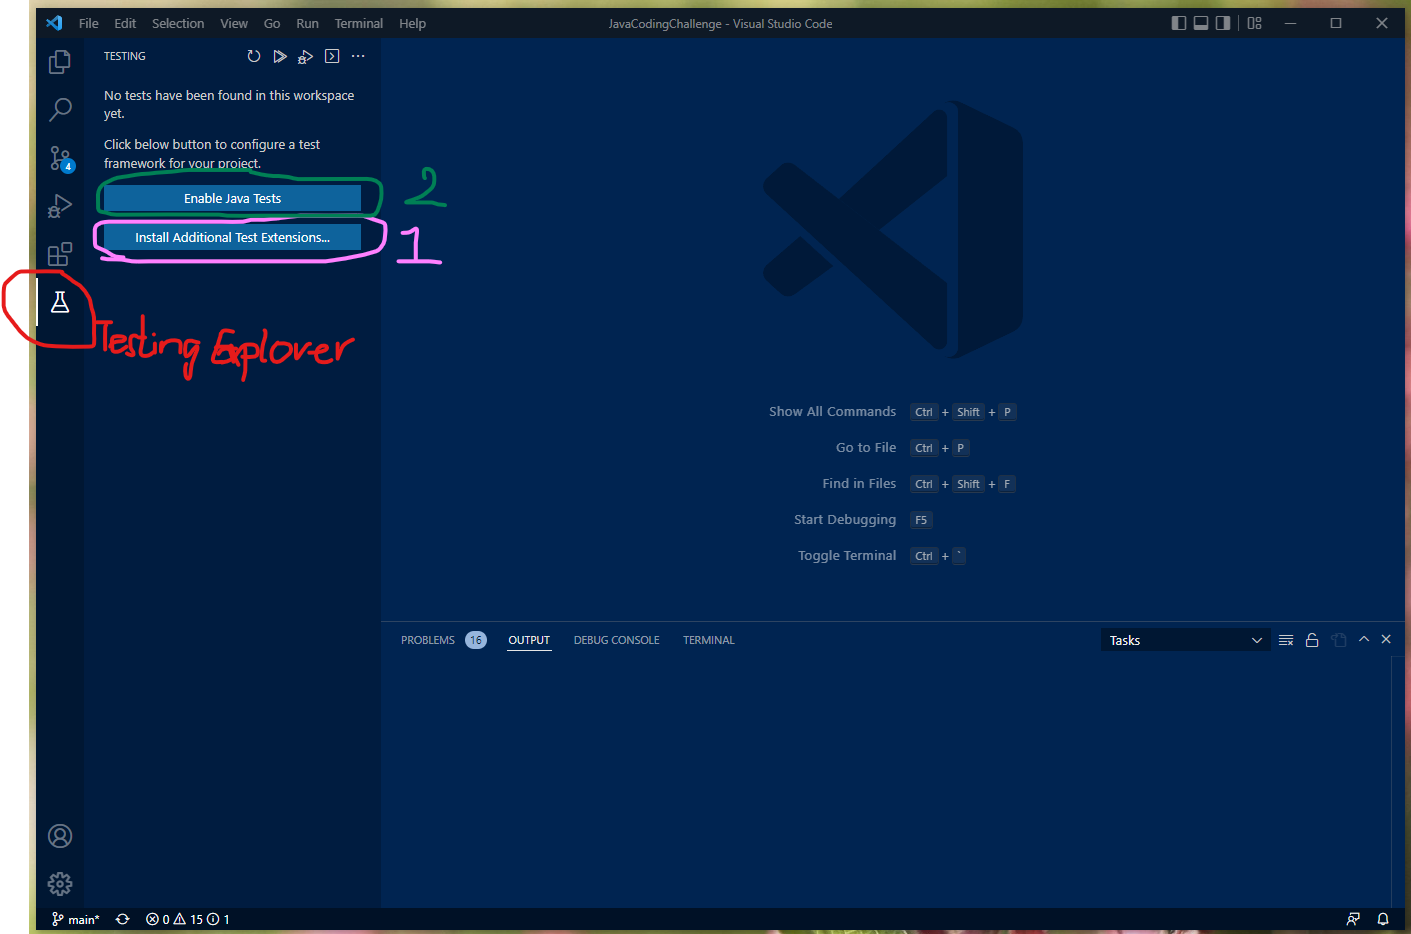 File Edit Selection View Go Run Terminal Help
JavaCodingChallenge - Visual Studio Code
TESTING
No tests have been found in this workspace
yet.
Click below button to configure a test
framework for your project.
Enable Java Tests
2
Install Additional Test Extensions...
1
4
Testing Explorer
Show All Commands Ctrl + Shift + P
Go to File Ctrl + P
Find in Files Ctrl + Shift + F
Start Debugging F5
Toggle Terminal Ctrl + `
PROBLEMS 16 OUTPUT DEBUG CONSOLE TERMINAL
Tasks
main* 0 15 1